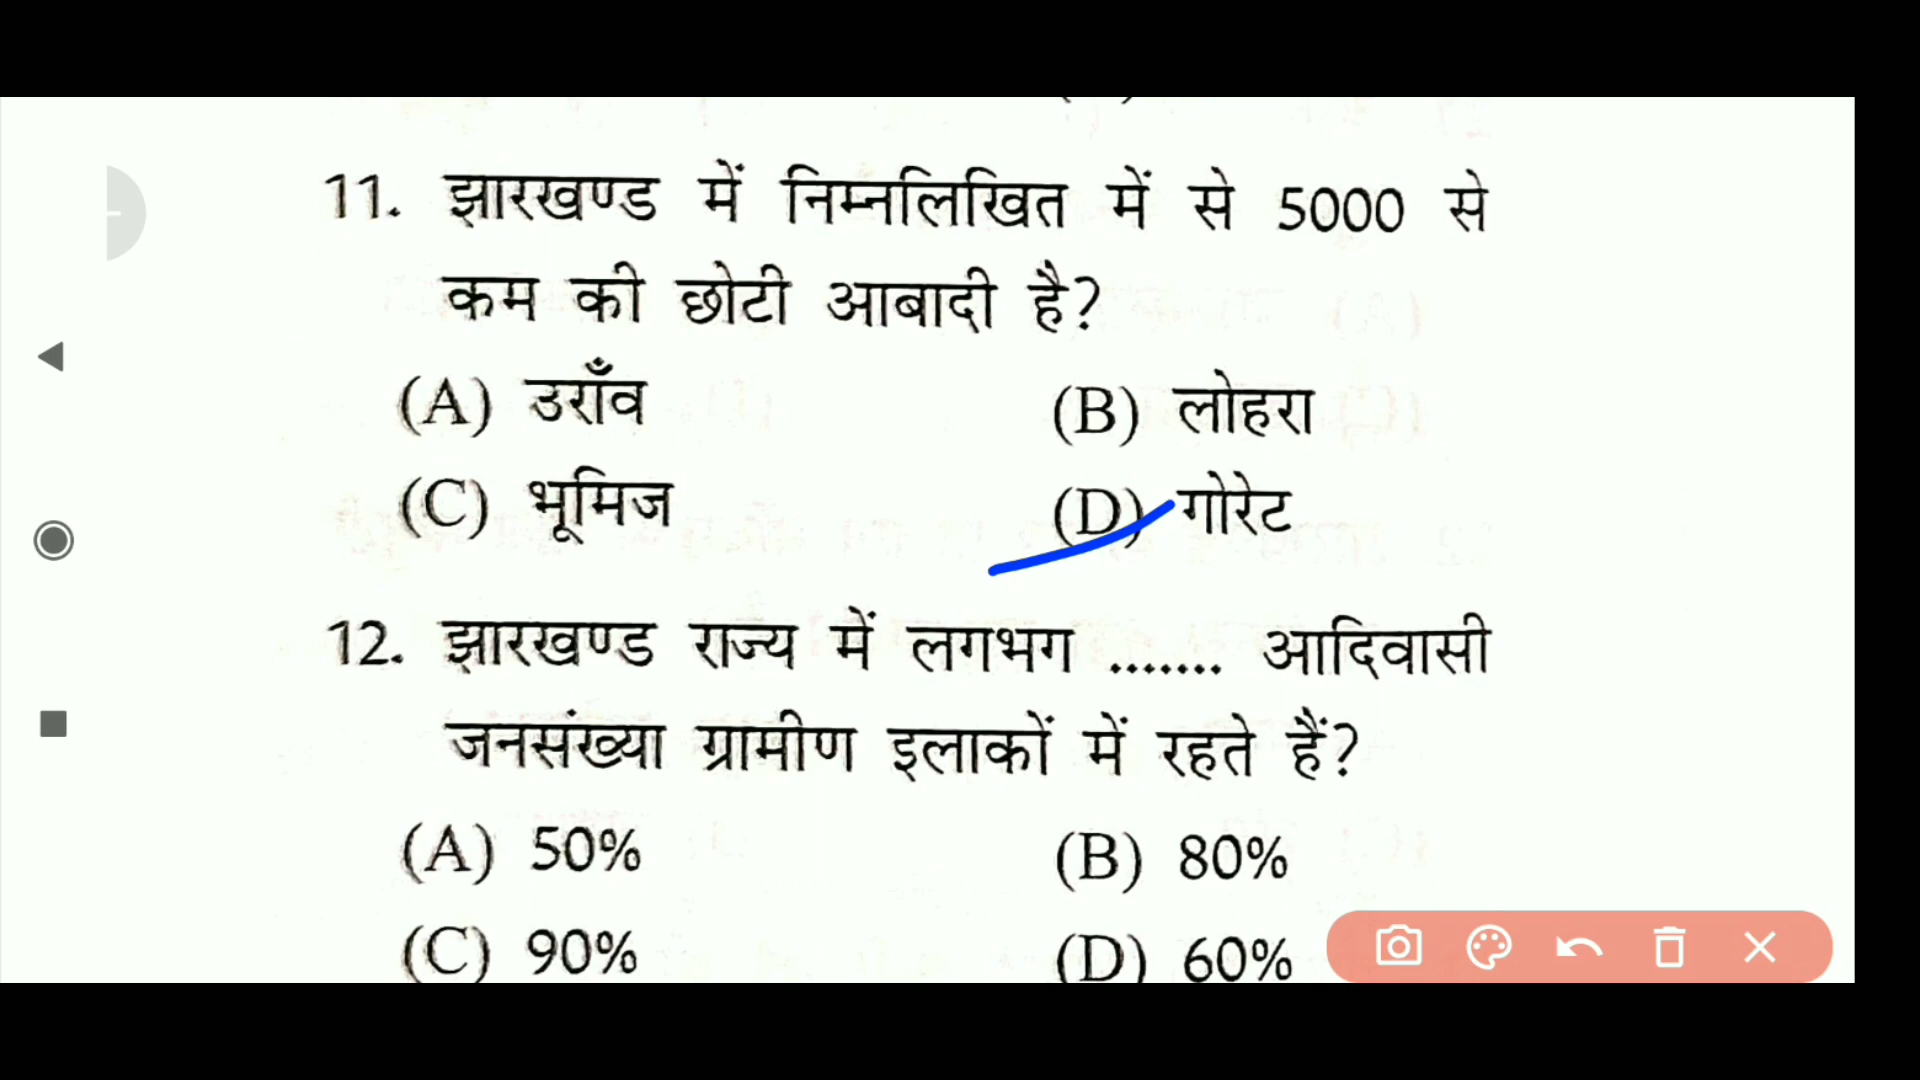 11. झारखण्ड में निम्नलिखित में से 5000 से
कम की छोटी आबादी है?
(A) उराँव (B) लोहरा
(C) भूमिज (D) गोरेट
12. झारखण्ड राज्य में लगभग ....... आदिवासी
जनसंख्या ग्रामीण इलाकों में रहते हैं?
(A) 50% (B) 80%
(C) 90% (D) 60%